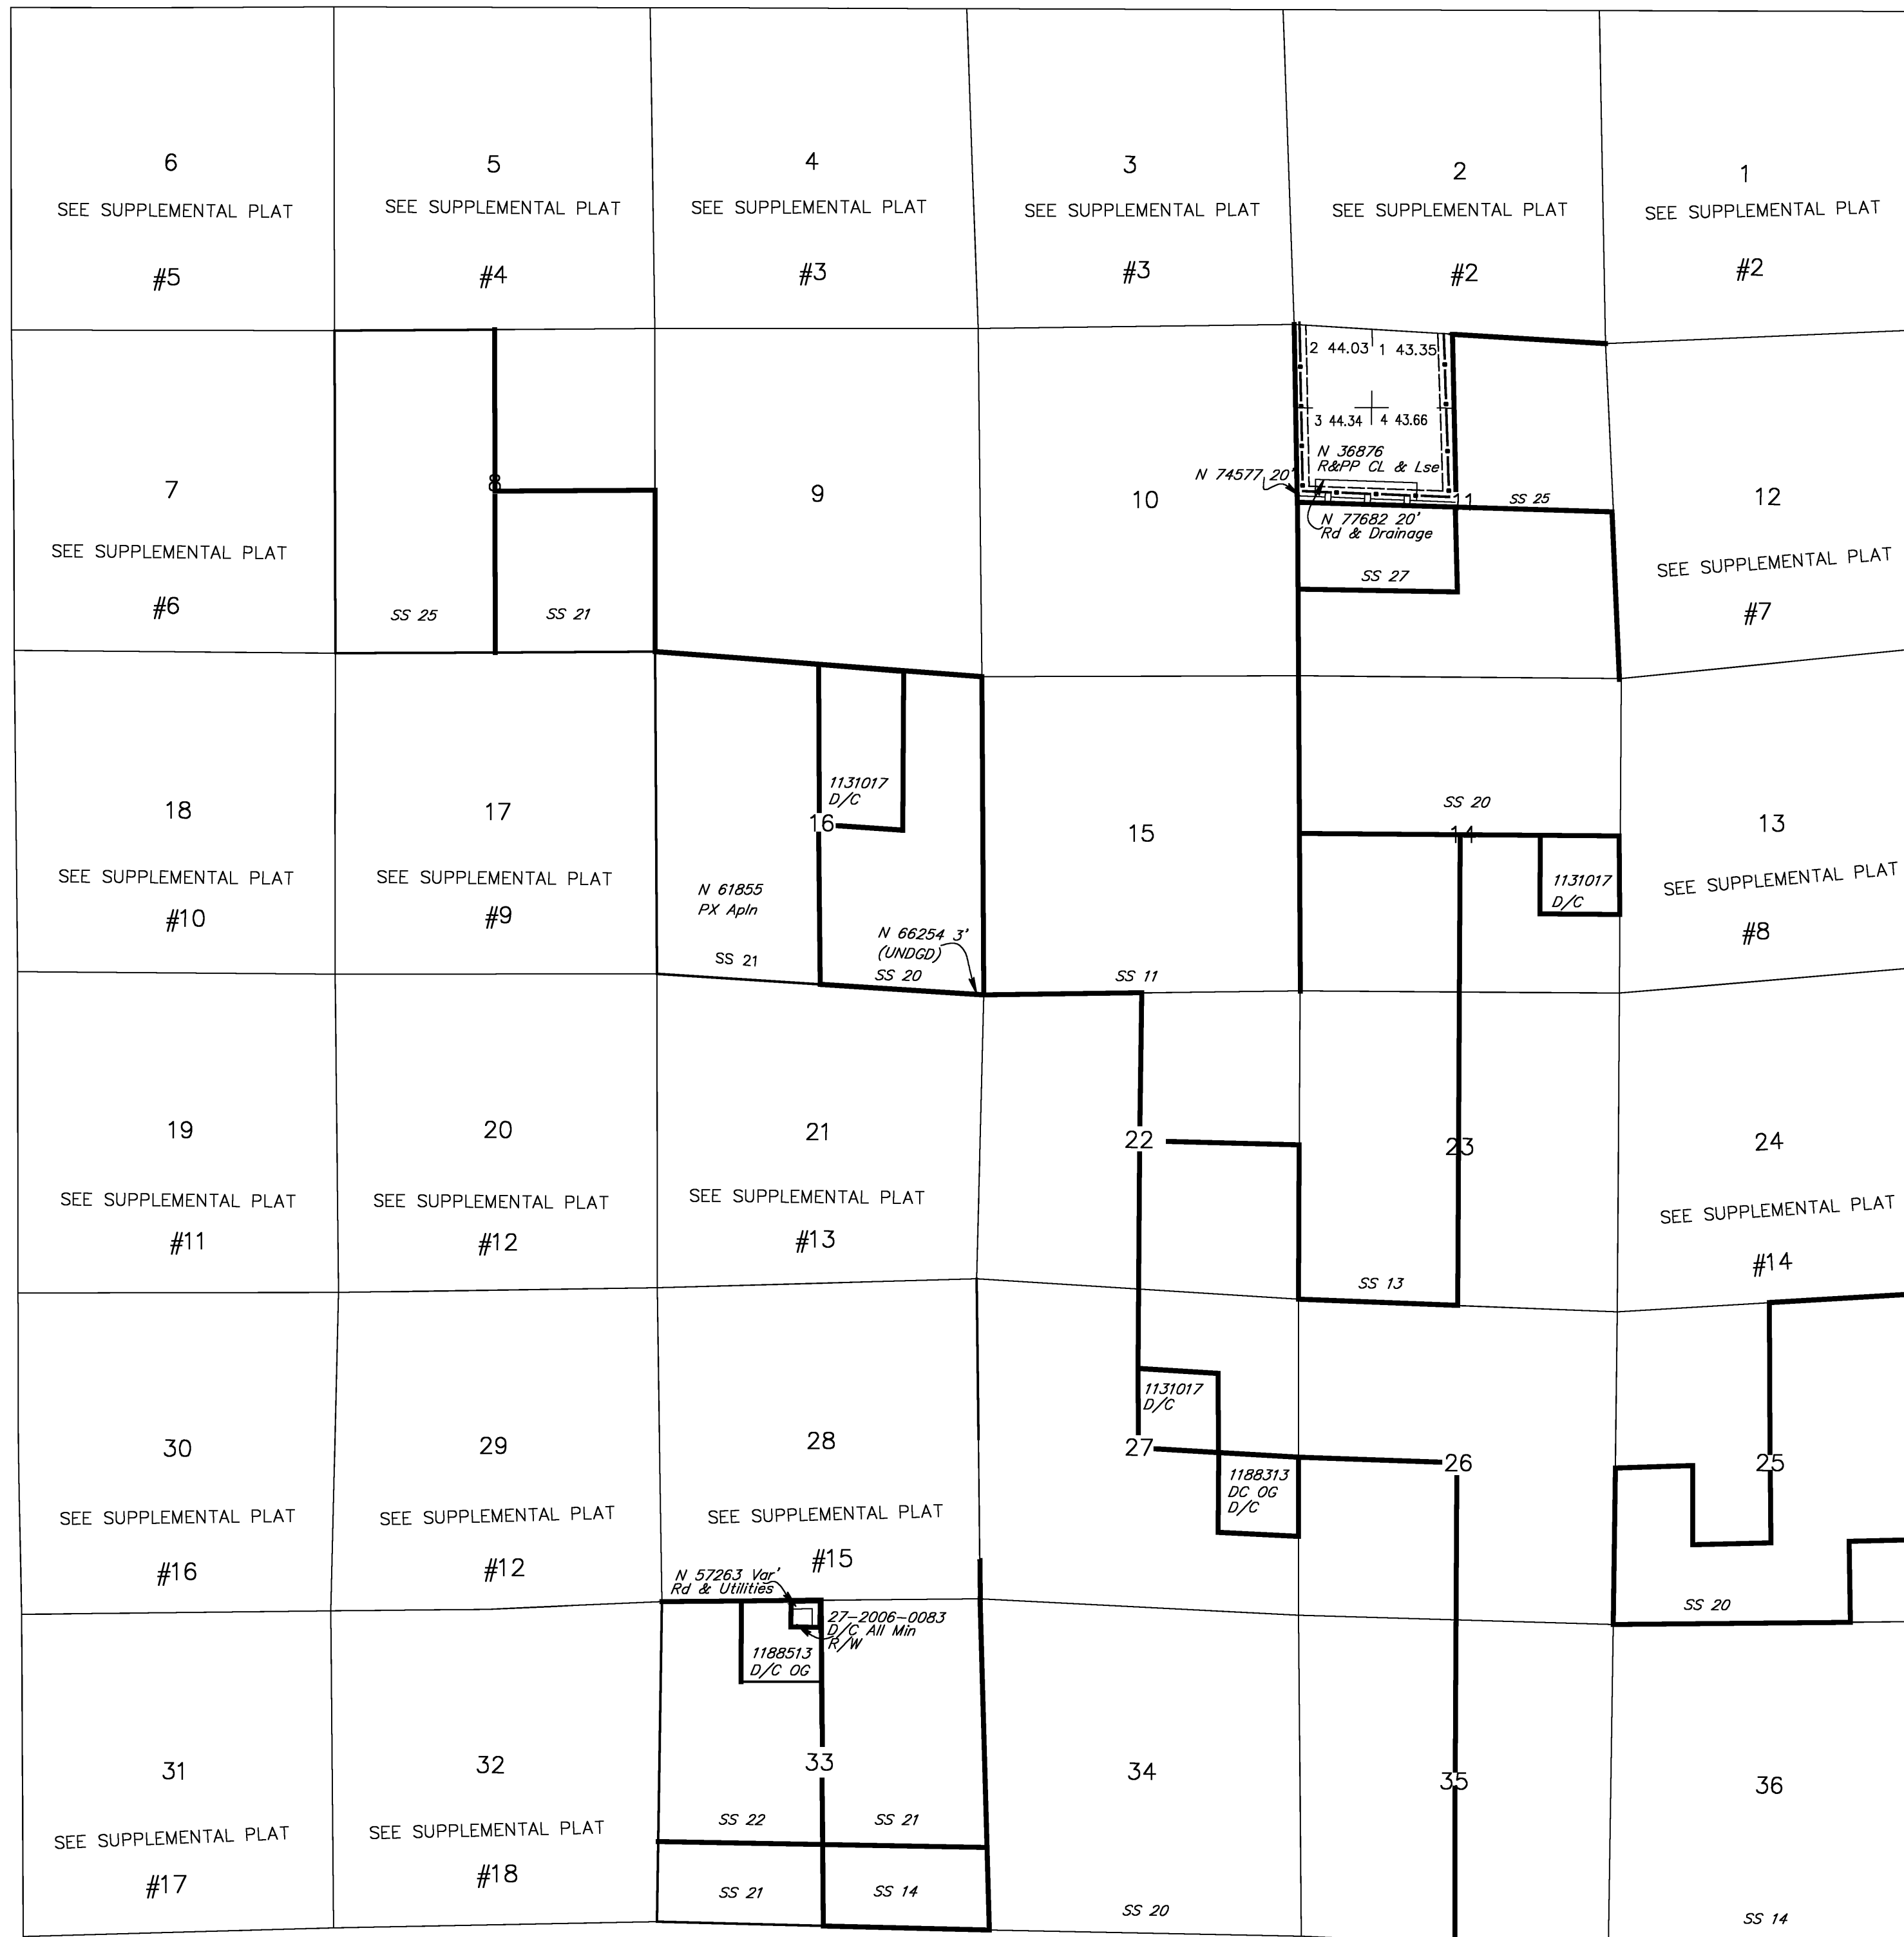 6
SEE SUPPLEMENTAL PLAT
#5
5
SEE SUPPLEMENTAL PLAT
#4
4
SEE SUPPLEMENTAL PLAT
#3
3
SEE SUPPLEMENTAL PLAT
#3
2
SEE SUPPLEMENTAL PLAT
#2
1
SEE SUPPLEMENTAL PLAT
#2
7
SEE SUPPLEMENTAL PLAT
#6
8
SS 25
SS 21
9
10
N 74577 20'
2 44.03
1 43.35
3 44.34
4 43.66
N 36876
R&PP CL & Lse
11
SS 25
N 77682 20'
Rd & Drainage
SS 27
12
SEE SUPPLEMENTAL PLAT
#7
18
SEE SUPPLEMENTAL PLAT
#10
17
SEE SUPPLEMENTAL PLAT
#9
1131017
D/C
16
N 61855
PX Apln
SS 21
N 66254 3'
(UNDGD)
SS 20
15
SS 11
SS 20
14
1131017
D/C
13
SEE SUPPLEMENTAL PLAT
#8
19
SEE SUPPLEMENTAL PLAT
#11
20
SEE SUPPLEMENTAL PLAT
#12
21
SEE SUPPLEMENTAL PLAT
#13
22
23
SS 13
24
SEE SUPPLEMENTAL PLAT
#14
30
SEE SUPPLEMENTAL PLAT
#16
29
SEE SUPPLEMENTAL PLAT
#12
28
SEE SUPPLEMENTAL PLAT
#15
1131017
D/C
27
1188313
DC OG
D/C
26
25
SS 20
31
SEE SUPPLEMENTAL PLAT
#17
32
SEE SUPPLEMENTAL PLAT
#18
N 57263 Var'
Rd & Utilities
27-2006-0083
D/C All Min
R/W
1188513
D/C OG
33
SS 22
SS 21
SS 21
SS 14
34
SS 20
35
36
SS 14